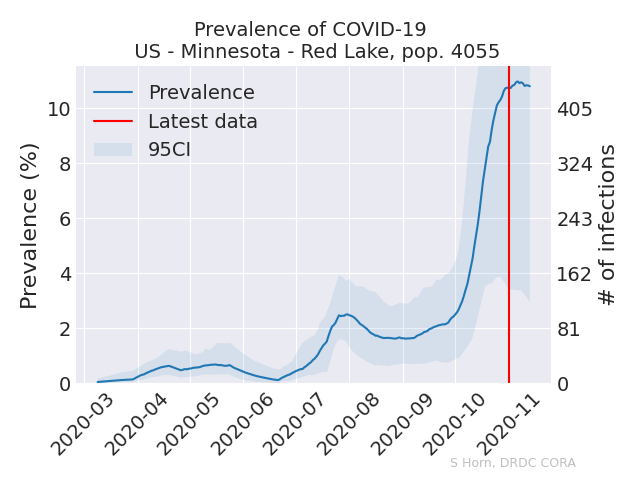 Prevalence of COVID-19
US - Minnesota - Red Lake, pop. 4055
Prevalence
Latest data
95CI
Prevalence (%)
10
8
6
4
2
0
405
324
243
162
81
0
# of infections
2020-03
2020-04
2020-05
2020-06
2020-07
2020-08
2020-09
2020-10
2020-11
S Horn, DRDC CORA